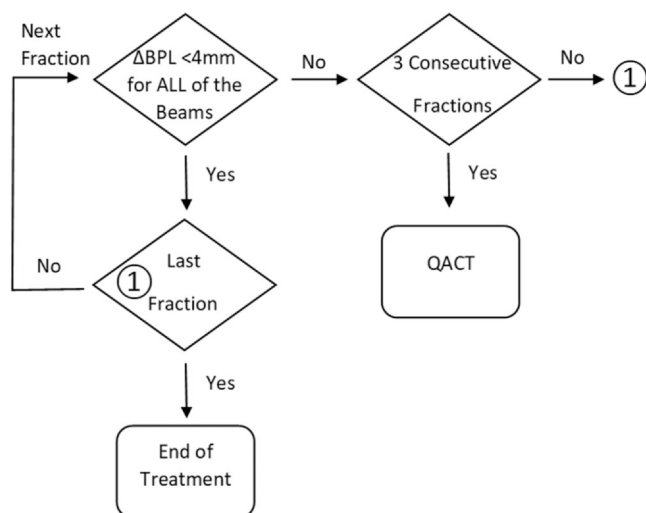 Next
Fraction
ΔBPL <4mm
for ALL of the
Beams
No
3 Consecutive
Fractions
No
1
Yes
Yes
No
1
Last
Fraction
QACT
Yes
End of
Treatment